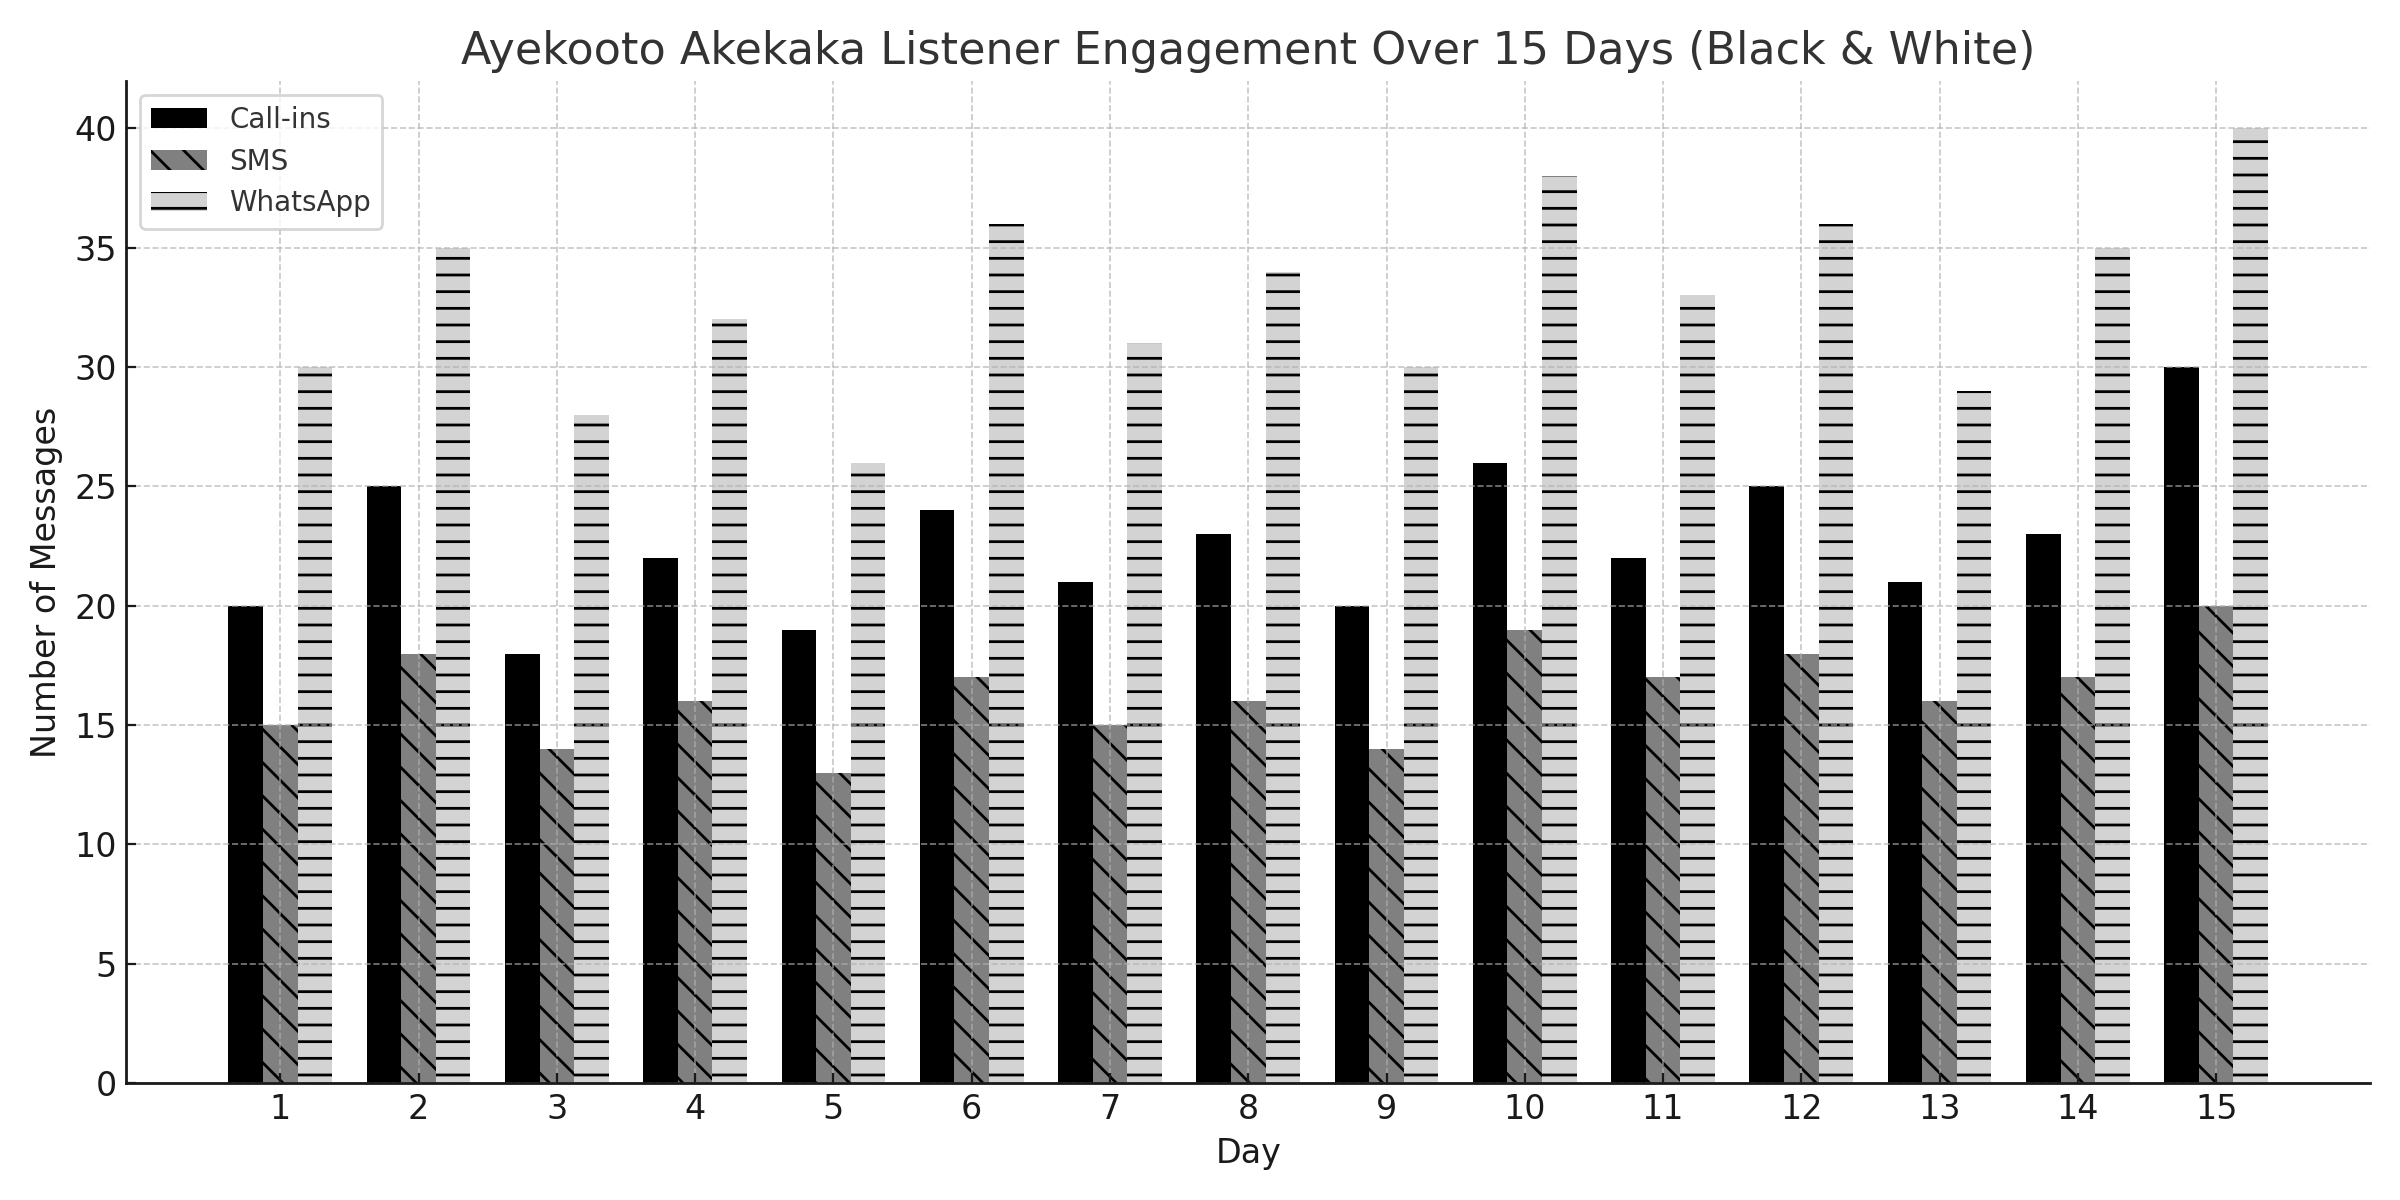 Ayekooto Akekaka Listener Engagement Over 15 Days (Black & White)
Call-ins
SMS
WhatsApp
Number of Messages
40
35
30
25
20
15
10
5
0
1 2 3 4 5 6 7 8 9 10 11 12 13 14 15
Day